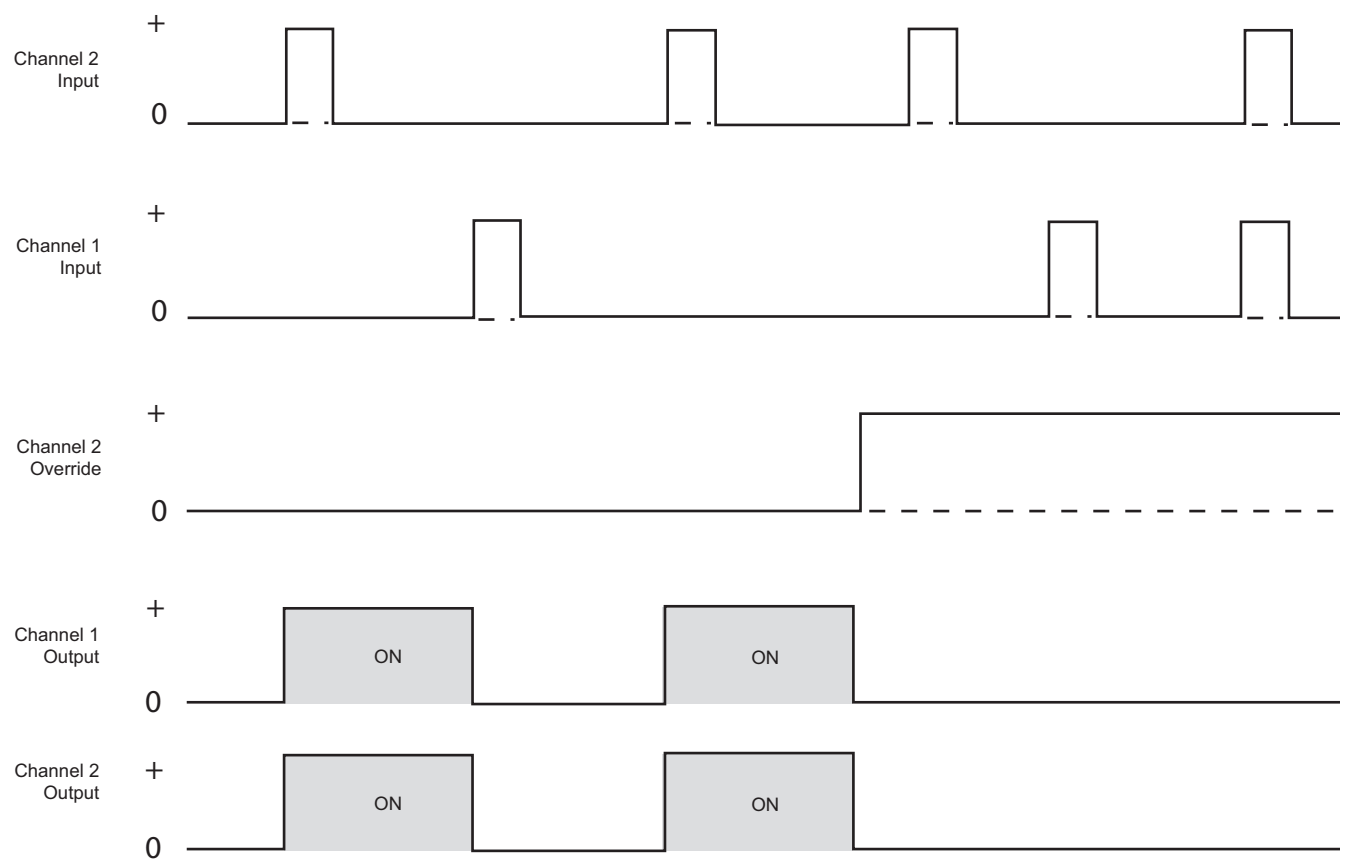 +
Channel 2
Input
0
+
Channel 1
Input
0
+
Channel 2
Override
0
+
Channel 1
Output
ON
ON
0
Channel 2
+
Output
ON
ON
0